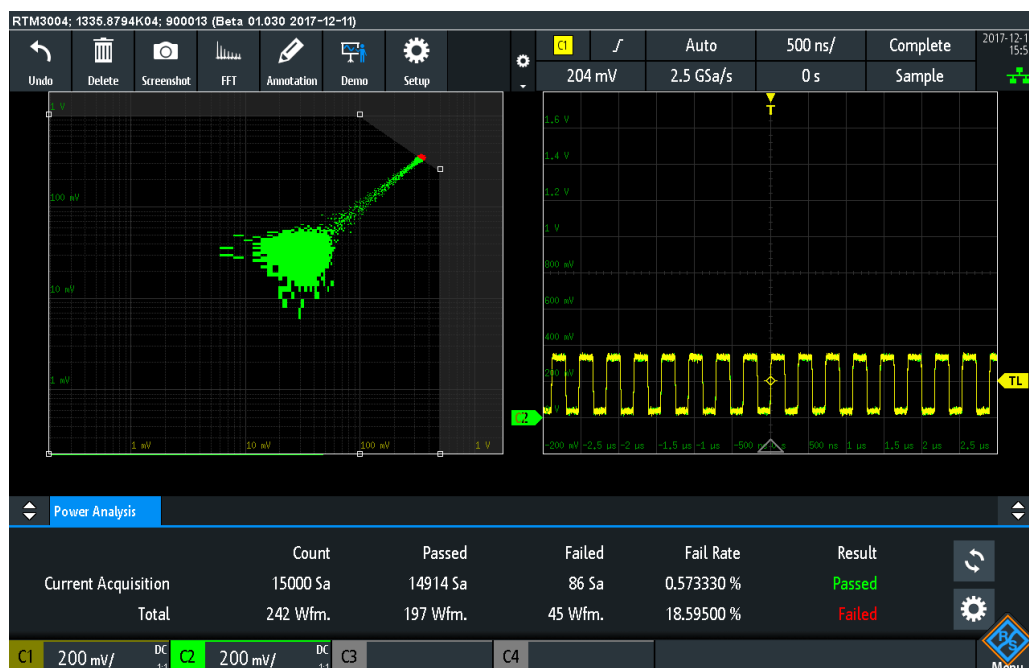 RTM3004; 1335.8794K04; 900013 (Beta 01.030 2017-12-11)
Undo Delete Screenshot FFT Annotation Demo Setup
C1 Auto 500 ns/ Complete
204 mV 2.5 GSa/s 0 s Sample
1 V
100 mV
10 mV
1 mV
1 mV 10 mV 100 mV 1 V
T
1.6 V
1.4 V
1.2 V
1 V
800 mV
600 mV
400 mV
200 mV
TL
C2
-200 mV -2.5 µs -2 µs -1.5 µs -1 µs -500 500 ns 1 µs 1.5 µs 2 µs 2.5 µs
Power Analysis
Count Passed Failed Fail Rate Result
Current Acquisition 15000 Sa 14914 Sa 86 Sa 0.573330 % Passed
Total 242 Wfm. 197 Wfm. 45 Wfm. 18.59500 % Failed
C1 200 mV/ DC 1:1 C2 200 mV/ DC 1:1 C3 C4
R&S
Menu